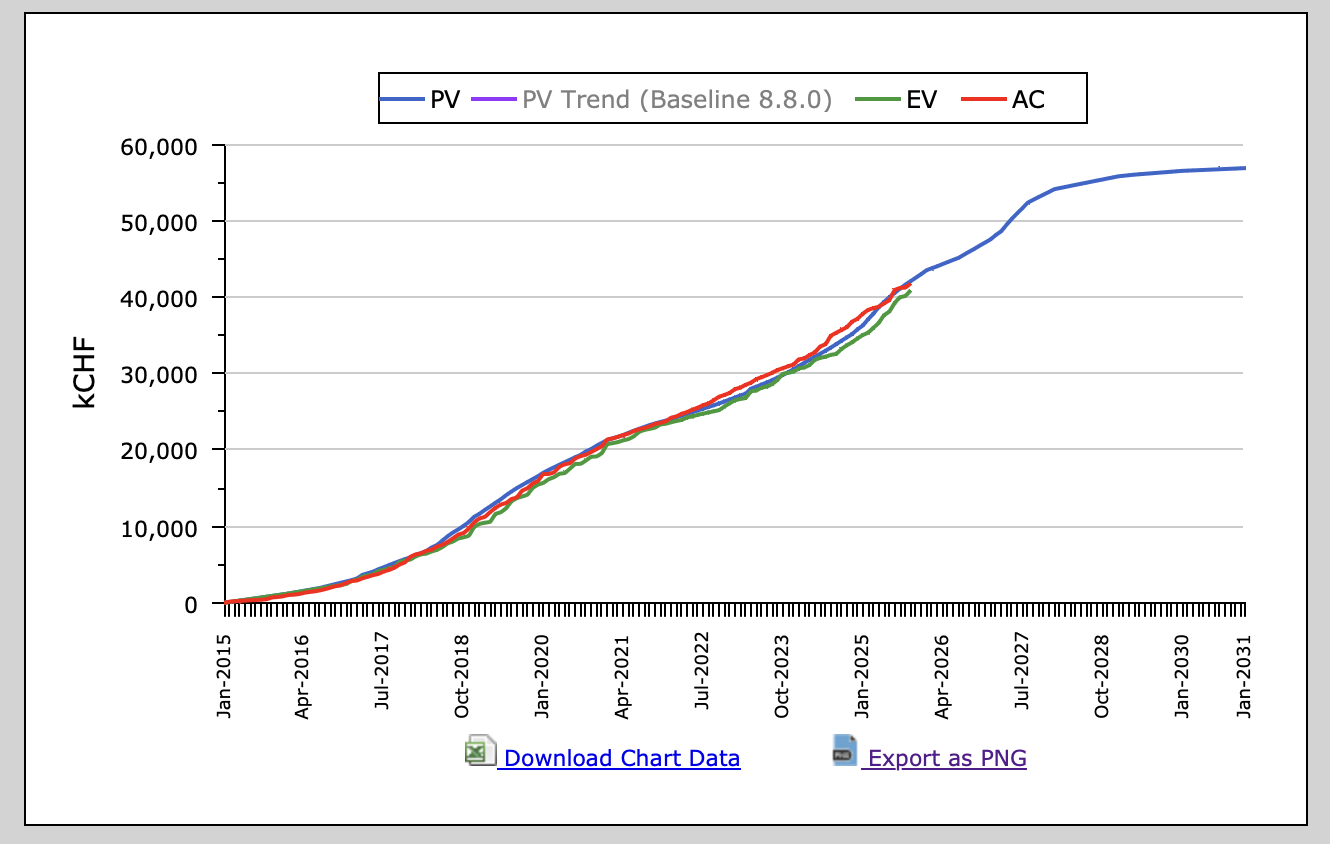 PV PV Trend (Baseline 8.8.0) EV AC
60,000
50,000
40,000
30,000
20,000
10,000
0
kCHF
Jan-2015 Apr-2016 Jul-2017 Oct-2018 Jan-2020 Apr-2021 Jul-2022 Oct-2023 Jan-2025 Apr-2026 Jul-2027 Oct-2028 Jan-2030 Jan-2031
Download Chart Data Export as PNG